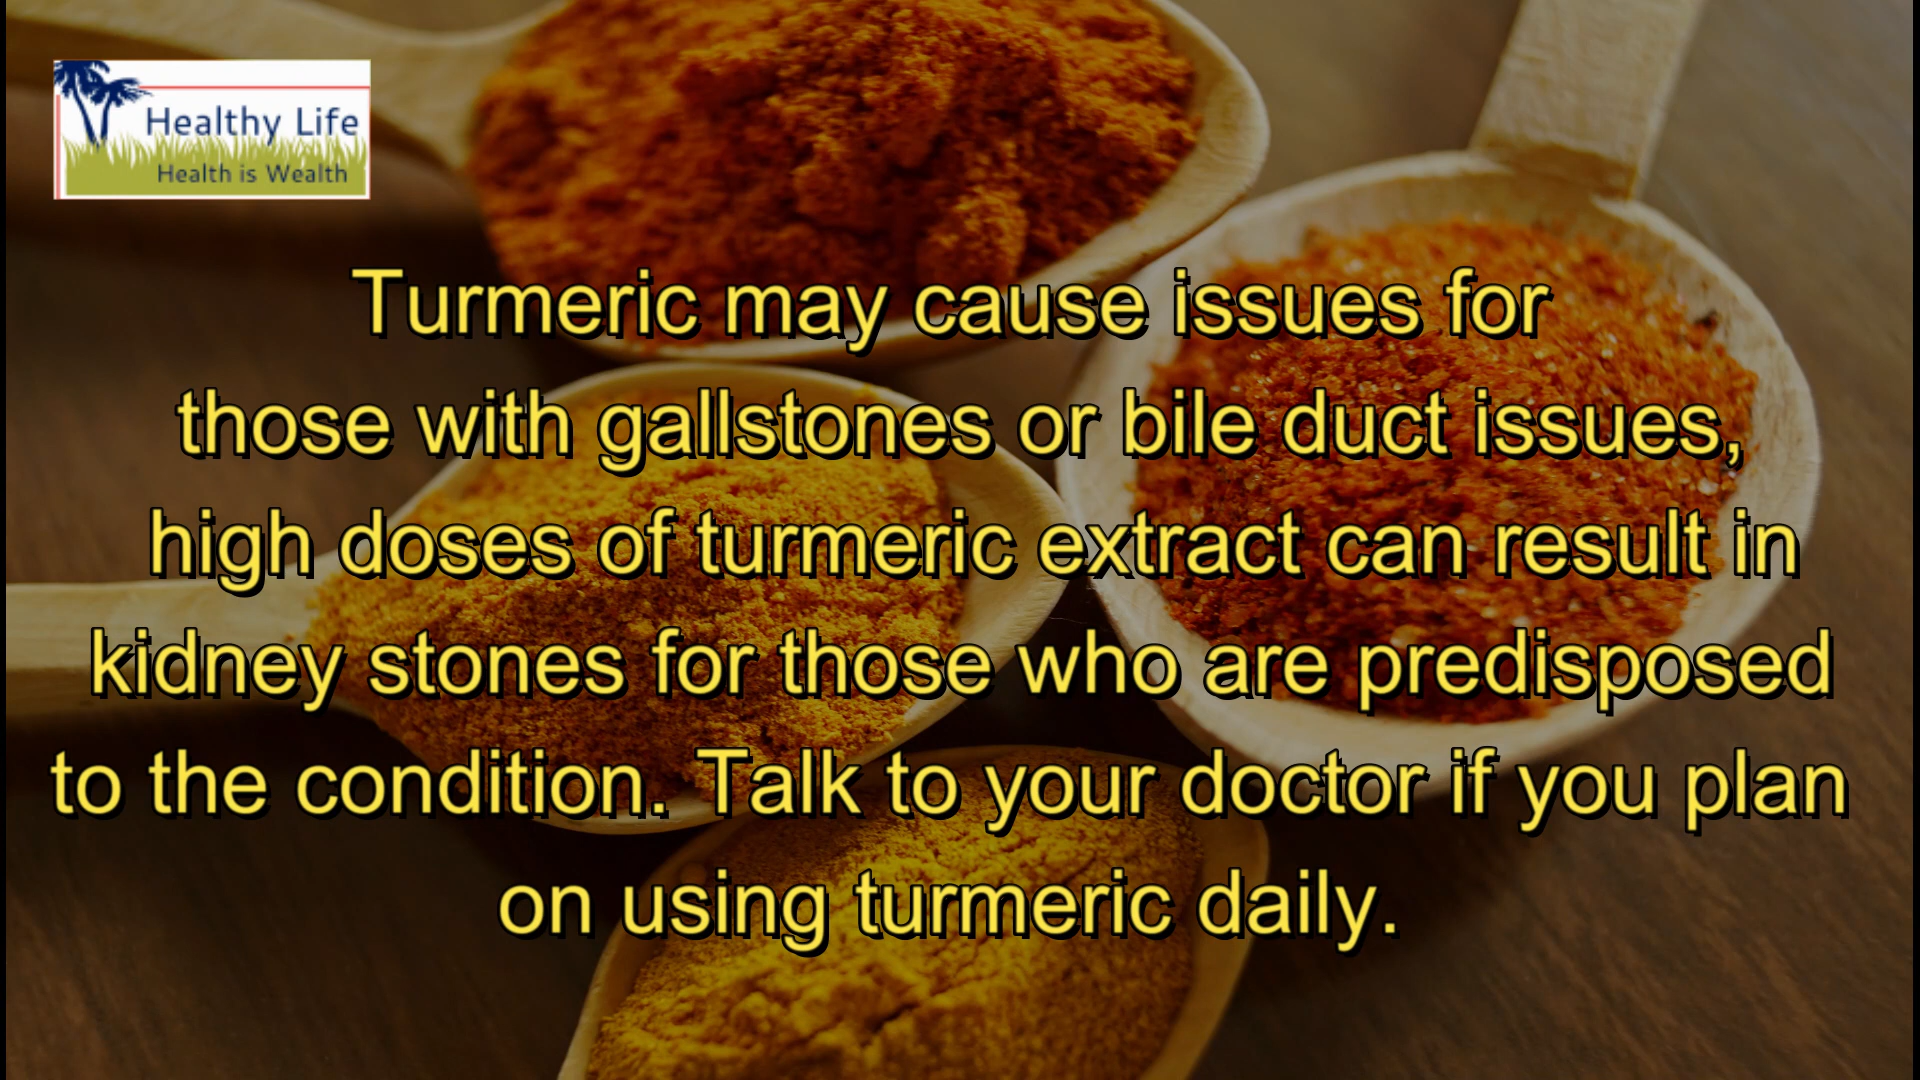 Healthy Life
Health is Wealth
Turmeric may cause issues for
those with gallstones or bile duct issues,
high doses of turmeric extract can result in
kidney stones for those who are predisposed
to the condition. Talk to your doctor if you plan
on using turmeric daily.